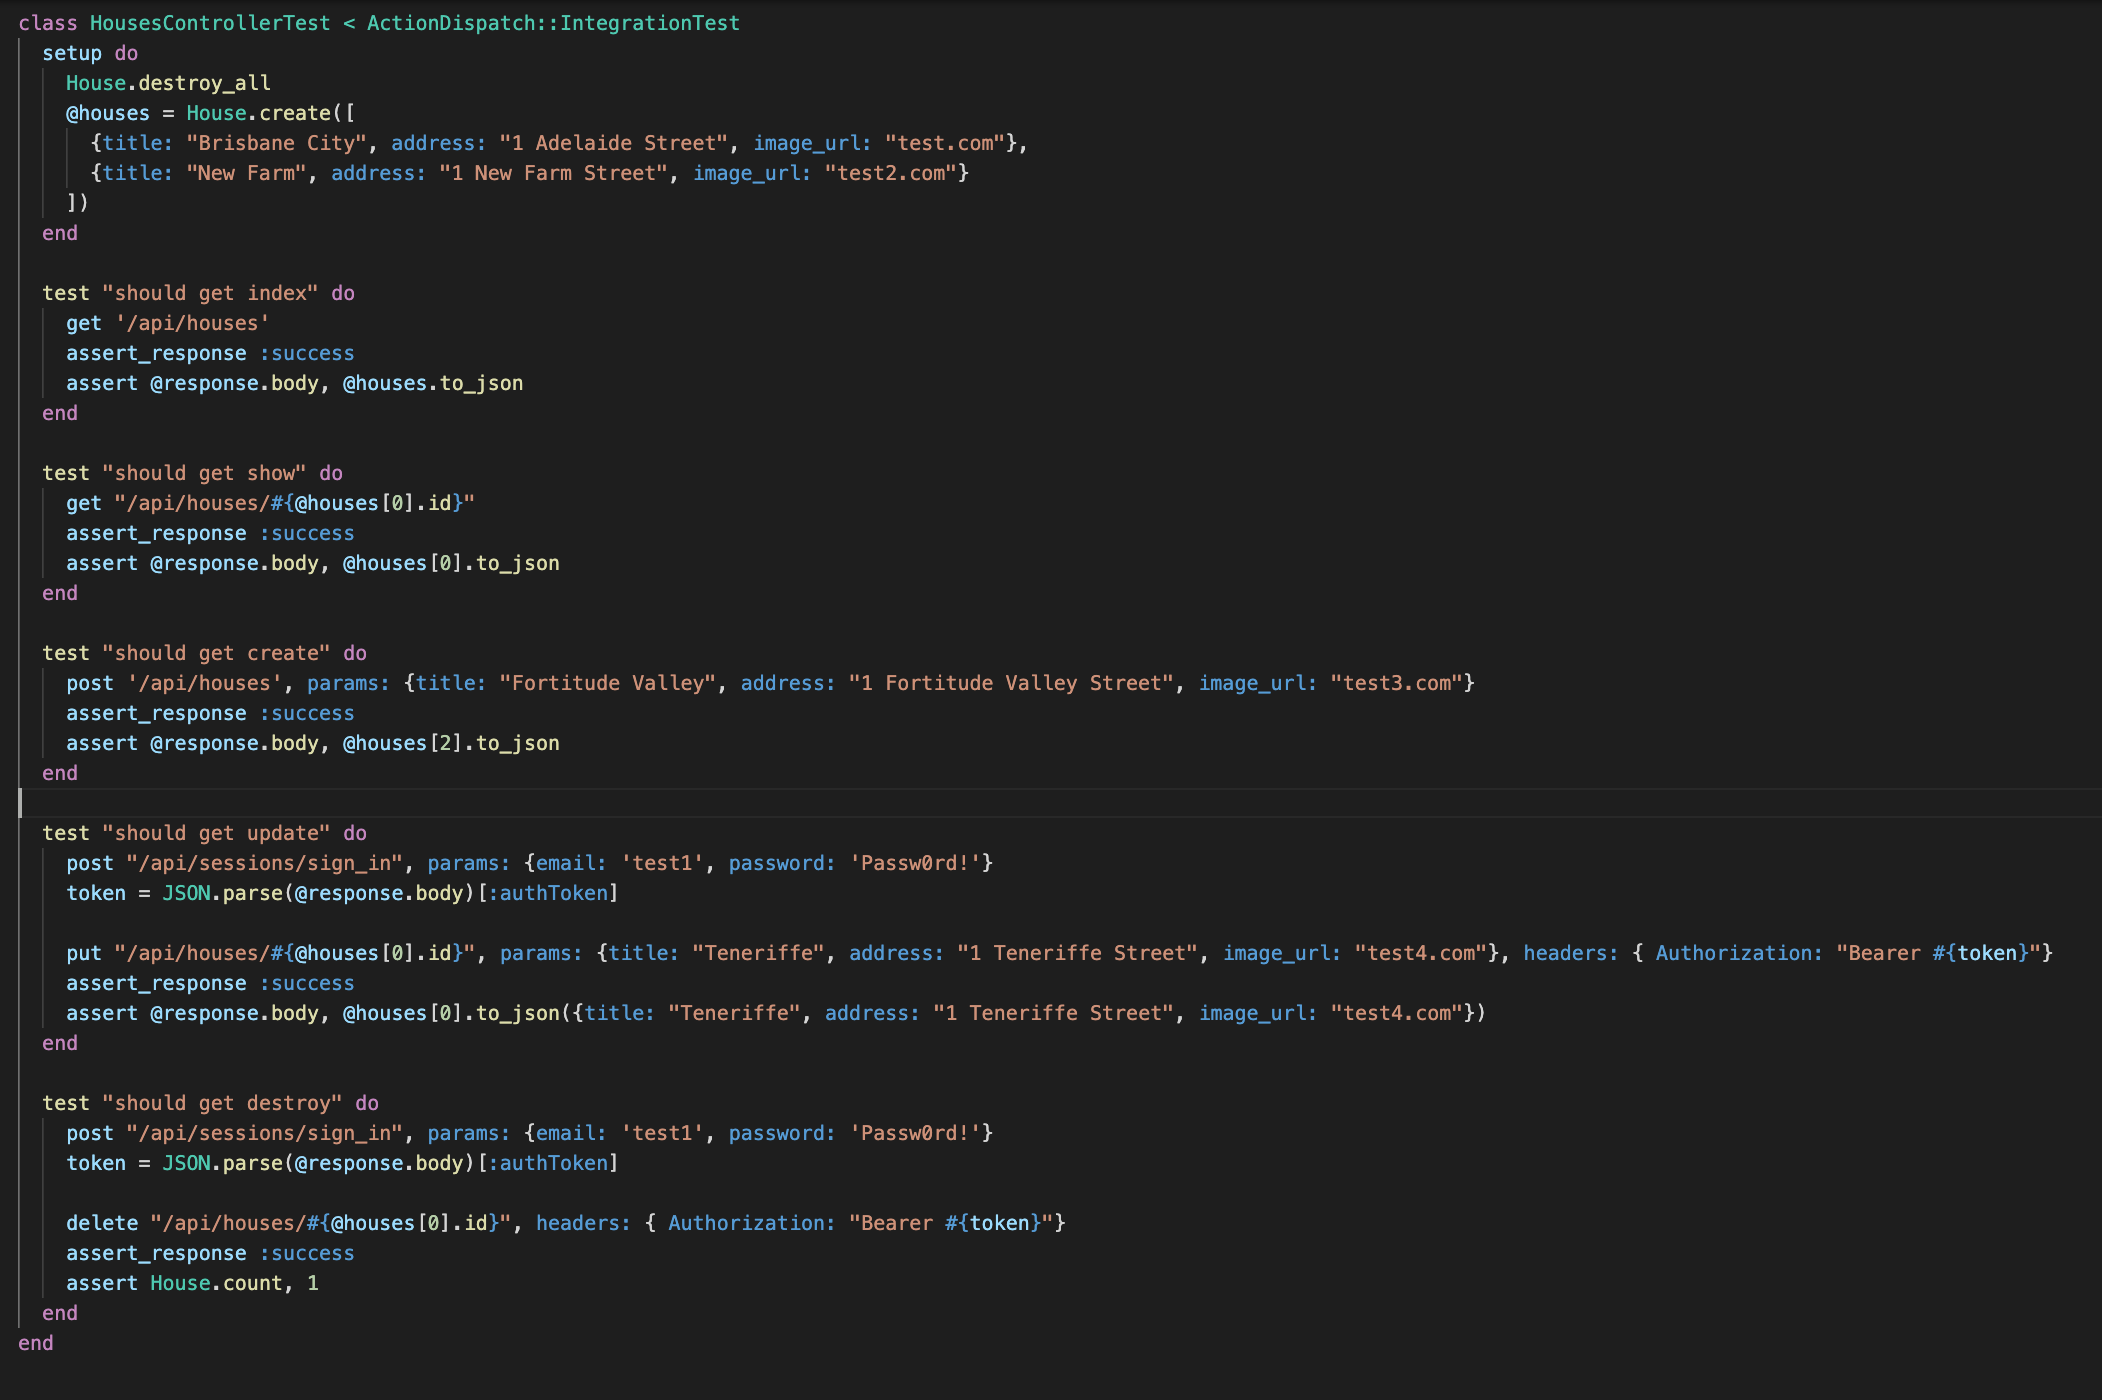 class HousesControllerTest < ActionDispatch::IntegrationTest
  setup do
    House.destroy_all
    @houses = House.create([
      {title: "Brisbane City", address: "1 Adelaide Street", image_url: "test.com"},
      {title: "New Farm", address: "1 New Farm Street", image_url: "test2.com"}
    ])
  end

  test "should get index" do
    get '/api/houses'
    assert_response :success
    assert @response.body, @houses.to_json
  end

  test "should get show" do
    get "/api/houses/#{@houses[0].id}"
    assert_response :success
    assert @response.body, @houses[0].to_json
  end

  test "should get create" do
    post '/api/houses', params: {title: "Fortitude Valley", address: "1 Fortitude Valley Street", image_url: "test3.com"}
    assert_response :success
    assert @response.body, @houses[2].to_json
  end

  test "should get update" do
    post "/api/sessions/sign_in", params: {email: 'test1', password: 'Passw0rd!'}
    token = JSON.parse(@response.body)[:authToken]

    put "/api/houses/#{@houses[0].id}", params: {title: "Teneriffe", address: "1 Teneriffe Street", image_url: "test4.com"}, headers: { Authorization: "Bearer #{token}"}
    assert_response :success
    assert @response.body, @houses[0].to_json({title: "Teneriffe", address: "1 Teneriffe Street", image_url: "test4.com"})
  end

  test "should get destroy" do
    post "/api/sessions/sign_in", params: {email: 'test1', password: 'Passw0rd!'}
    token = JSON.parse(@response.body)[:authToken]

    delete "/api/houses/#{@houses[0].id}", headers: { Authorization: "Bearer #{token}"}
    assert_response :success
    assert House.count, 1
  end
end